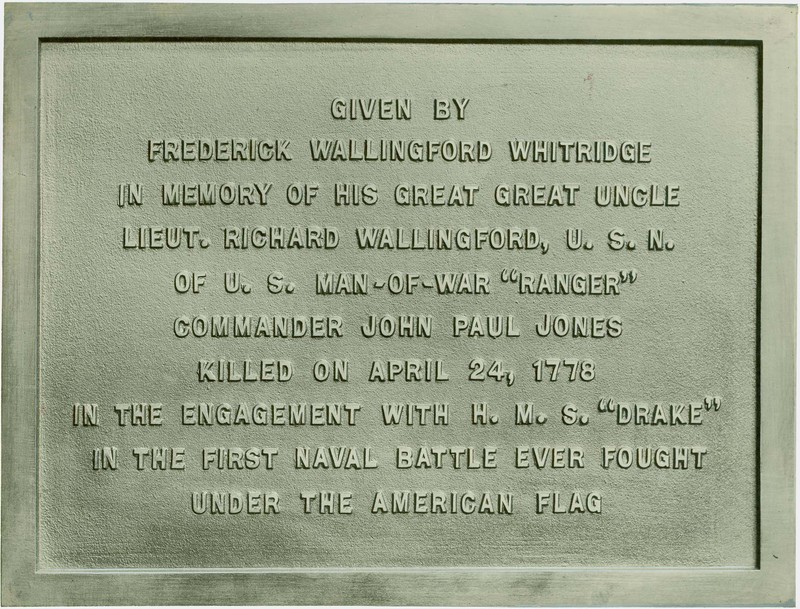 GIVEN BY
FREDERICK WALLINGFORD WHITRIDGE
IN MEMORY OF HIS GREAT GREAT UNCLE
LIEUT. RICHARD WALLINGFORD, U. S. N.
OF U. S. MAN-OF-WAR “RANGER”
COMMANDER JOHN PAUL JONES
KILLED ON APRIL 24, 1778
IN THE ENGAGEMENT WITH H. M. S. “DRAKE”
IN THE FIRST NAVAL BATTLE EVER FOUGHT
UNDER THE AMERICAN FLAG